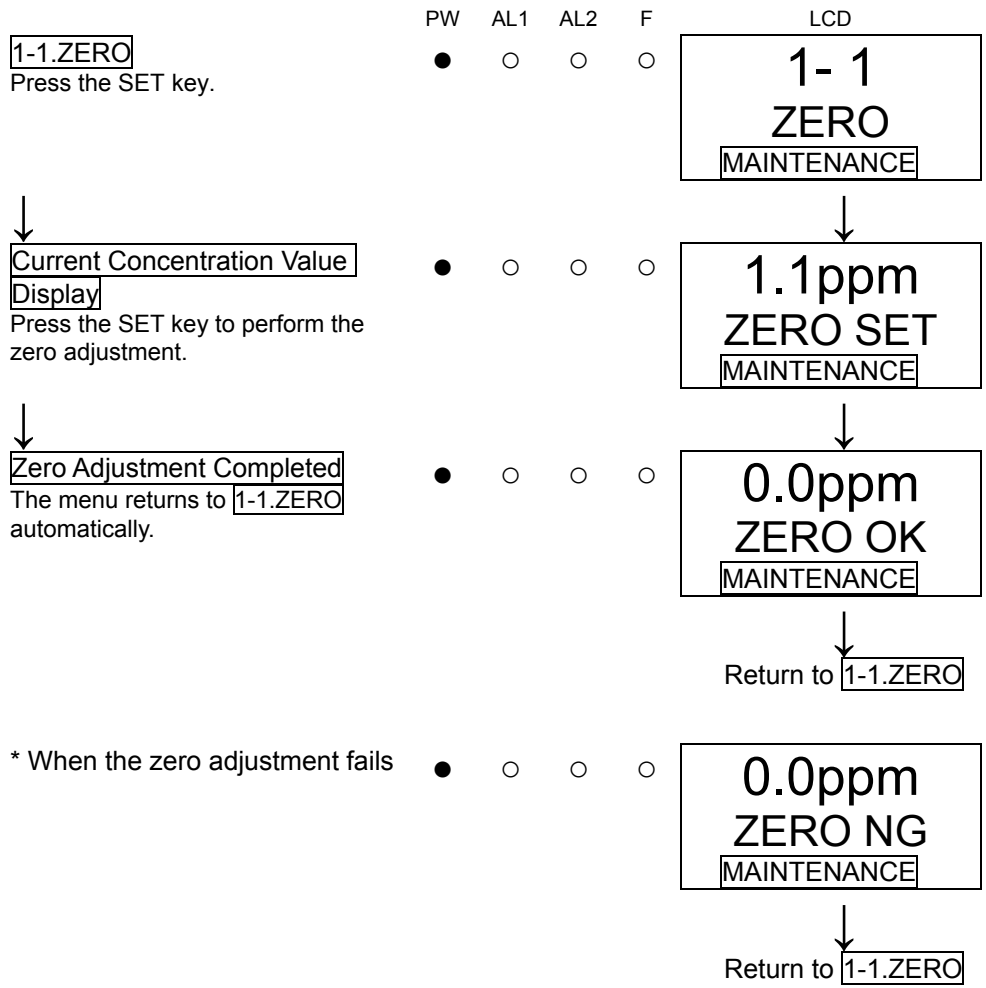 PW AL1 AL2 F LCD
1-1.ZERO
Press the SET key.
● ○ ○ ○
1- 1
ZERO
MAINTENANCE
↓ ↓
Current Concentration Value
Display
Press the SET key to perform the
zero adjustment.
● ○ ○ ○
1.1ppm
ZERO SET
MAINTENANCE
↓ ↓
Zero Adjustment Completed
The menu returns to 1-1.ZERO
automatically.
● ○ ○ ○
0.0ppm
ZERO OK
MAINTENANCE
↓
Return to 1-1.ZERO
* When the zero adjustment fails
● ○ ○ ○
0.0ppm
ZERO NG
MAINTENANCE
↓
Return to 1-1.ZERO